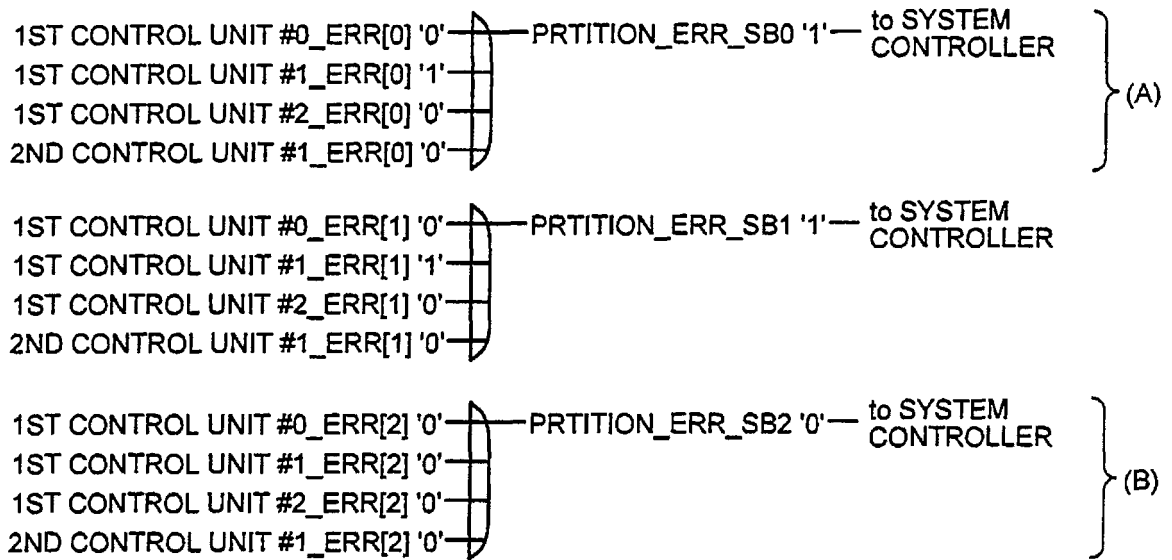 1ST CONTROL UNIT #0_ERR[0] '0' PRTITION_ERR_SB0 '1' to SYSTEM CONTROLLER
1ST CONTROL UNIT #1_ERR[0] '1'
1ST CONTROL UNIT #2_ERR[0] '0'
2ND CONTROL UNIT #1_ERR[0] '0'
(A)
1ST CONTROL UNIT #0_ERR[1] '0' PRTITION_ERR_SB1 '1' to SYSTEM CONTROLLER
1ST CONTROL UNIT #1_ERR[1] '1'
1ST CONTROL UNIT #2_ERR[1] '0'
2ND CONTROL UNIT #1_ERR[1] '0'
1ST CONTROL UNIT #0_ERR[2] '0' PRTITION_ERR_SB2 '0' to SYSTEM CONTROLLER
1ST CONTROL UNIT #1_ERR[2] '0'
1ST CONTROL UNIT #2_ERR[2] '0'
2ND CONTROL UNIT #1_ERR[2] '0'
(B)